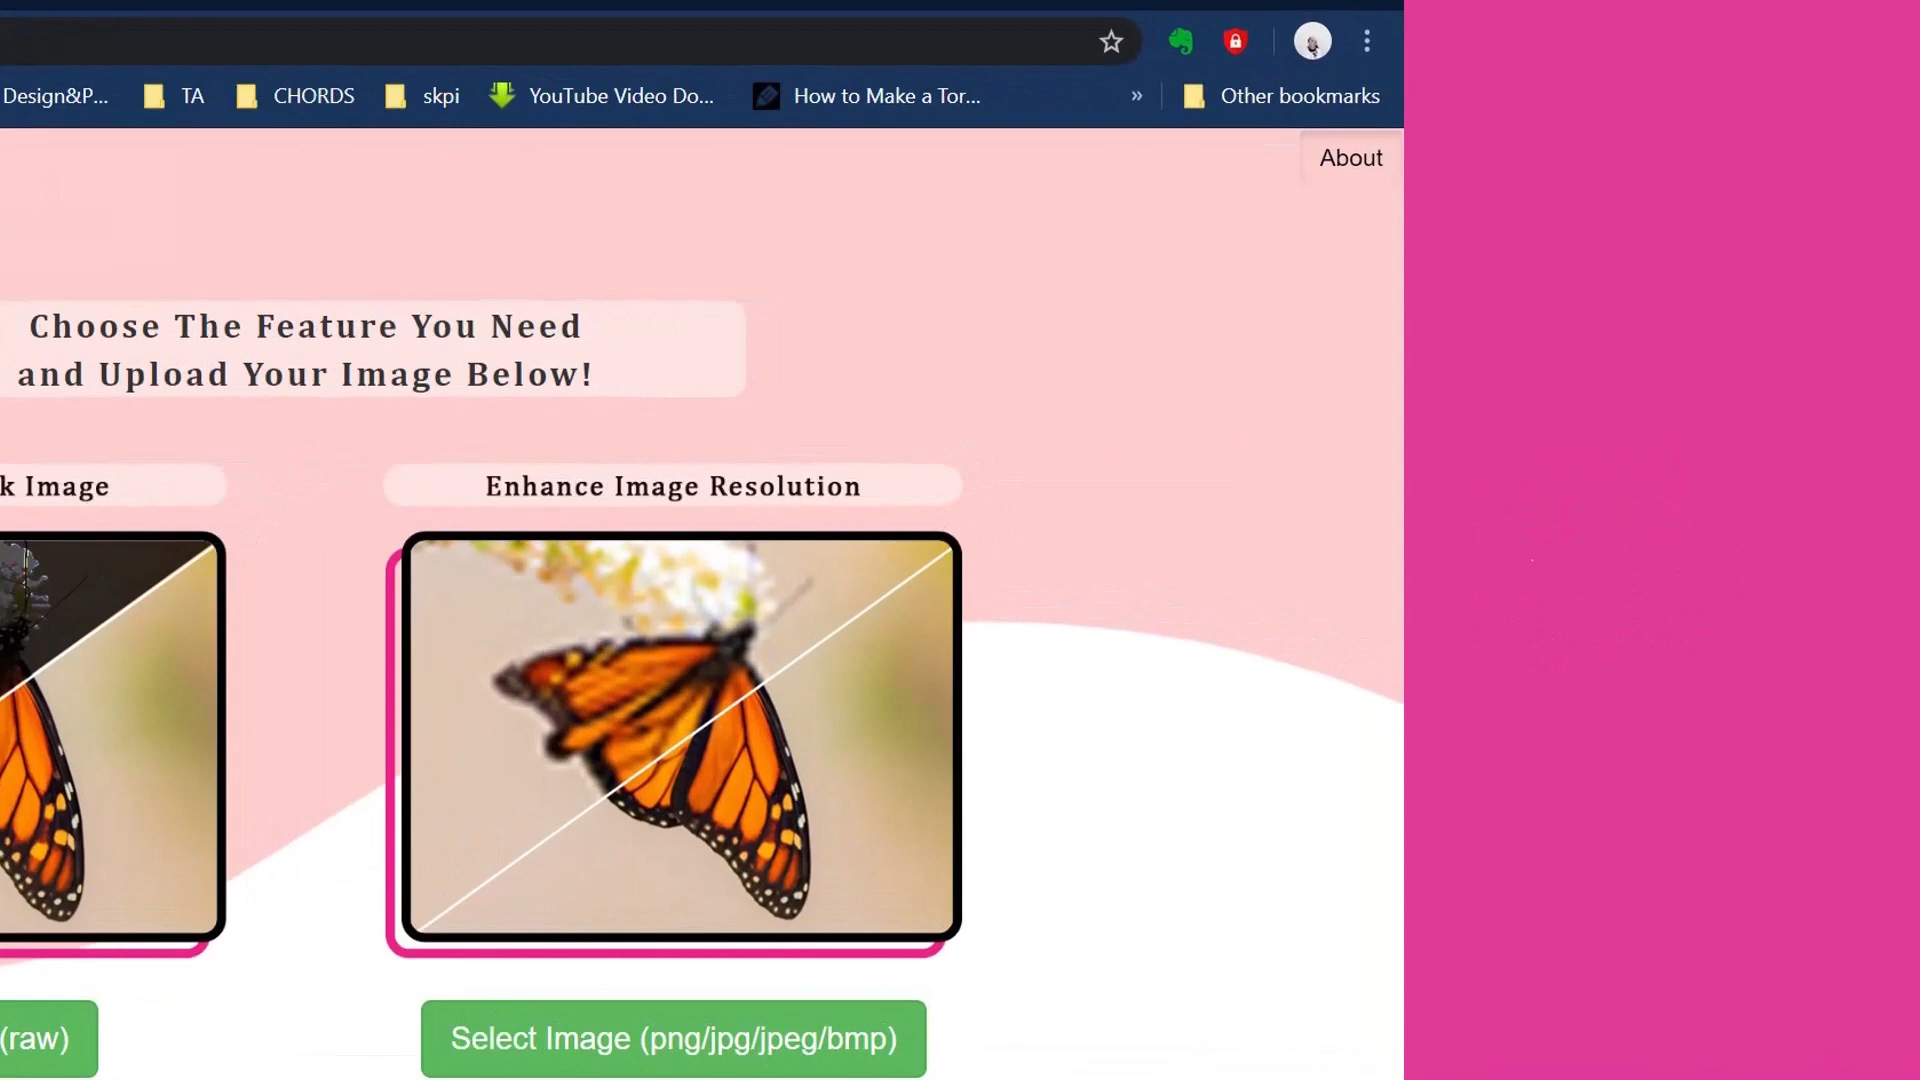 Design&P...
TA
CHORDS
skpi
YouTube Video Do...
How to Make a Tor...
»
Other bookmarks
About
Choose The Feature You Need
and Upload Your Image Below!
k Image
Enhance Image Resolution
(raw)
Select Image (png/jpg/jpeg/bmp)